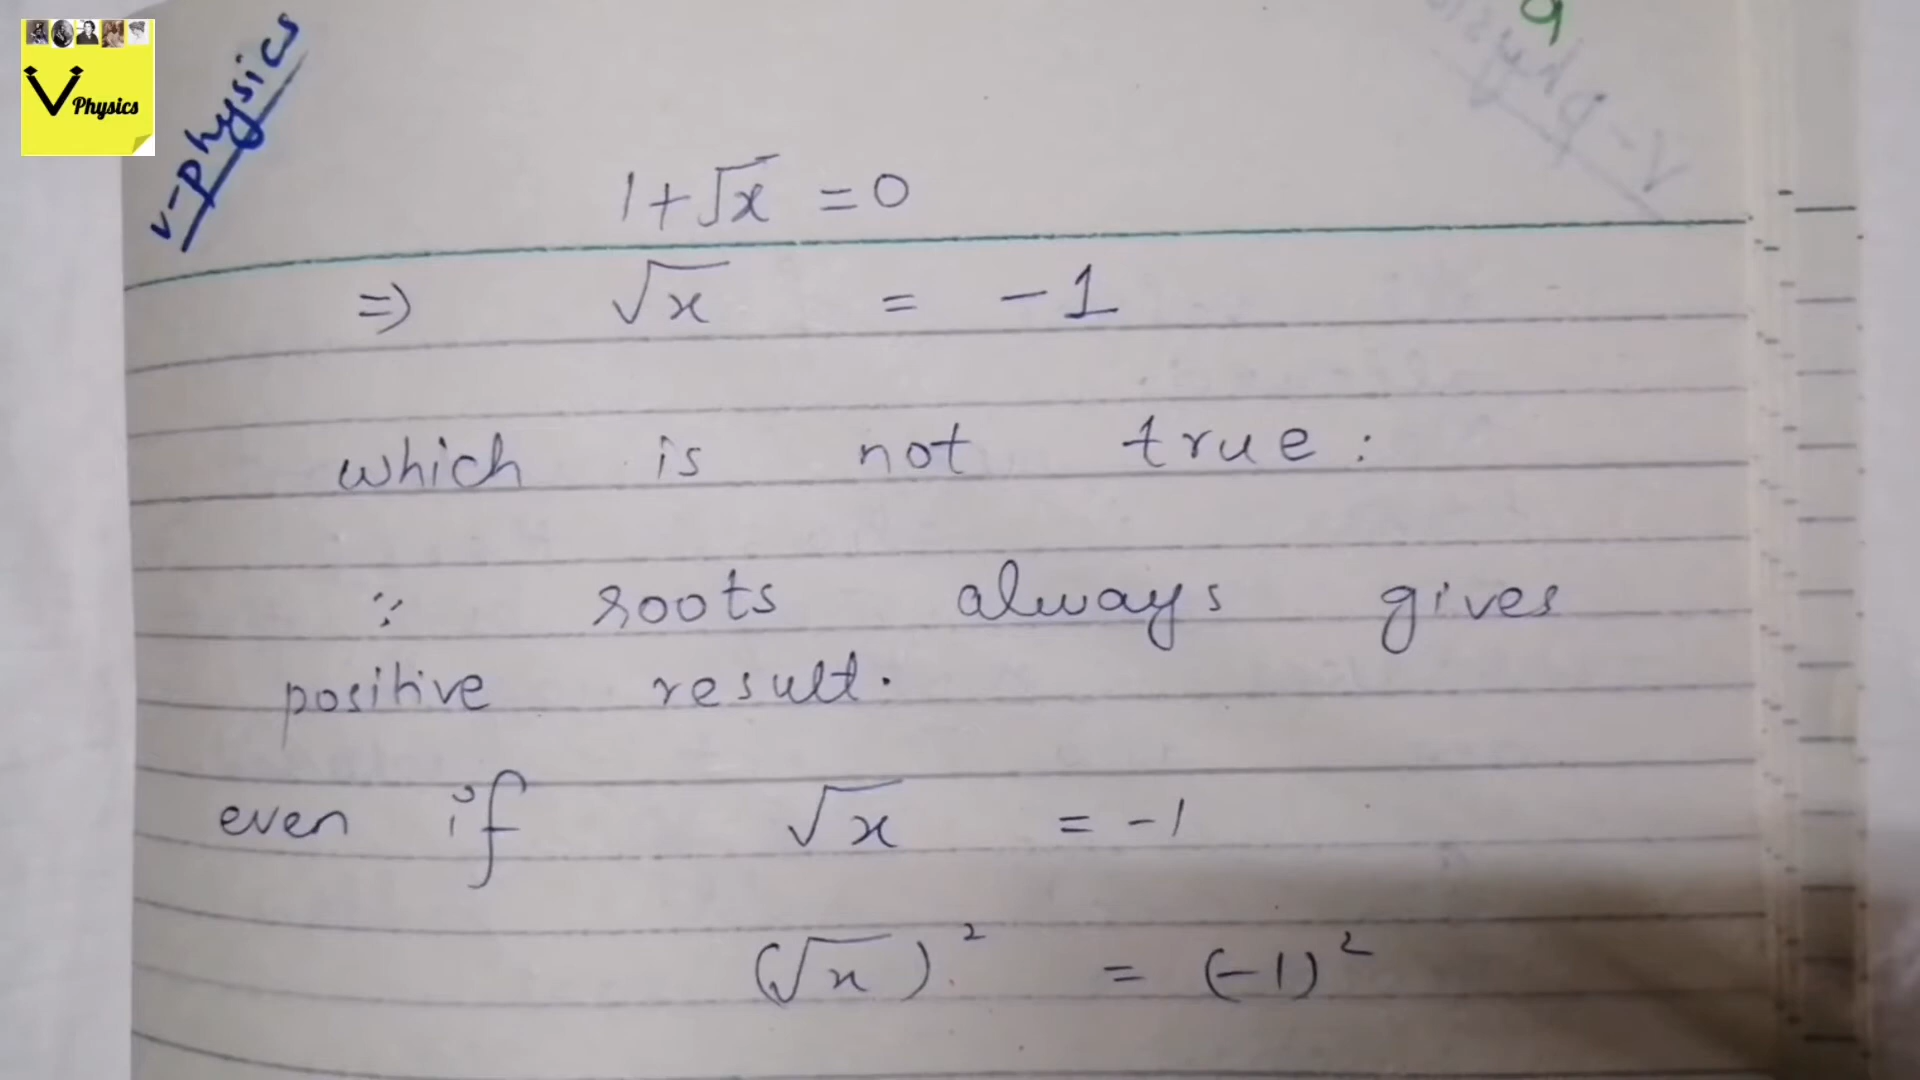 V Physics
v-physics
1+√x = 0
⇒ √x = -1
which is not true:
∵ roots always gives
positive result.
even if √x = -1
(√x)² = (-1)²